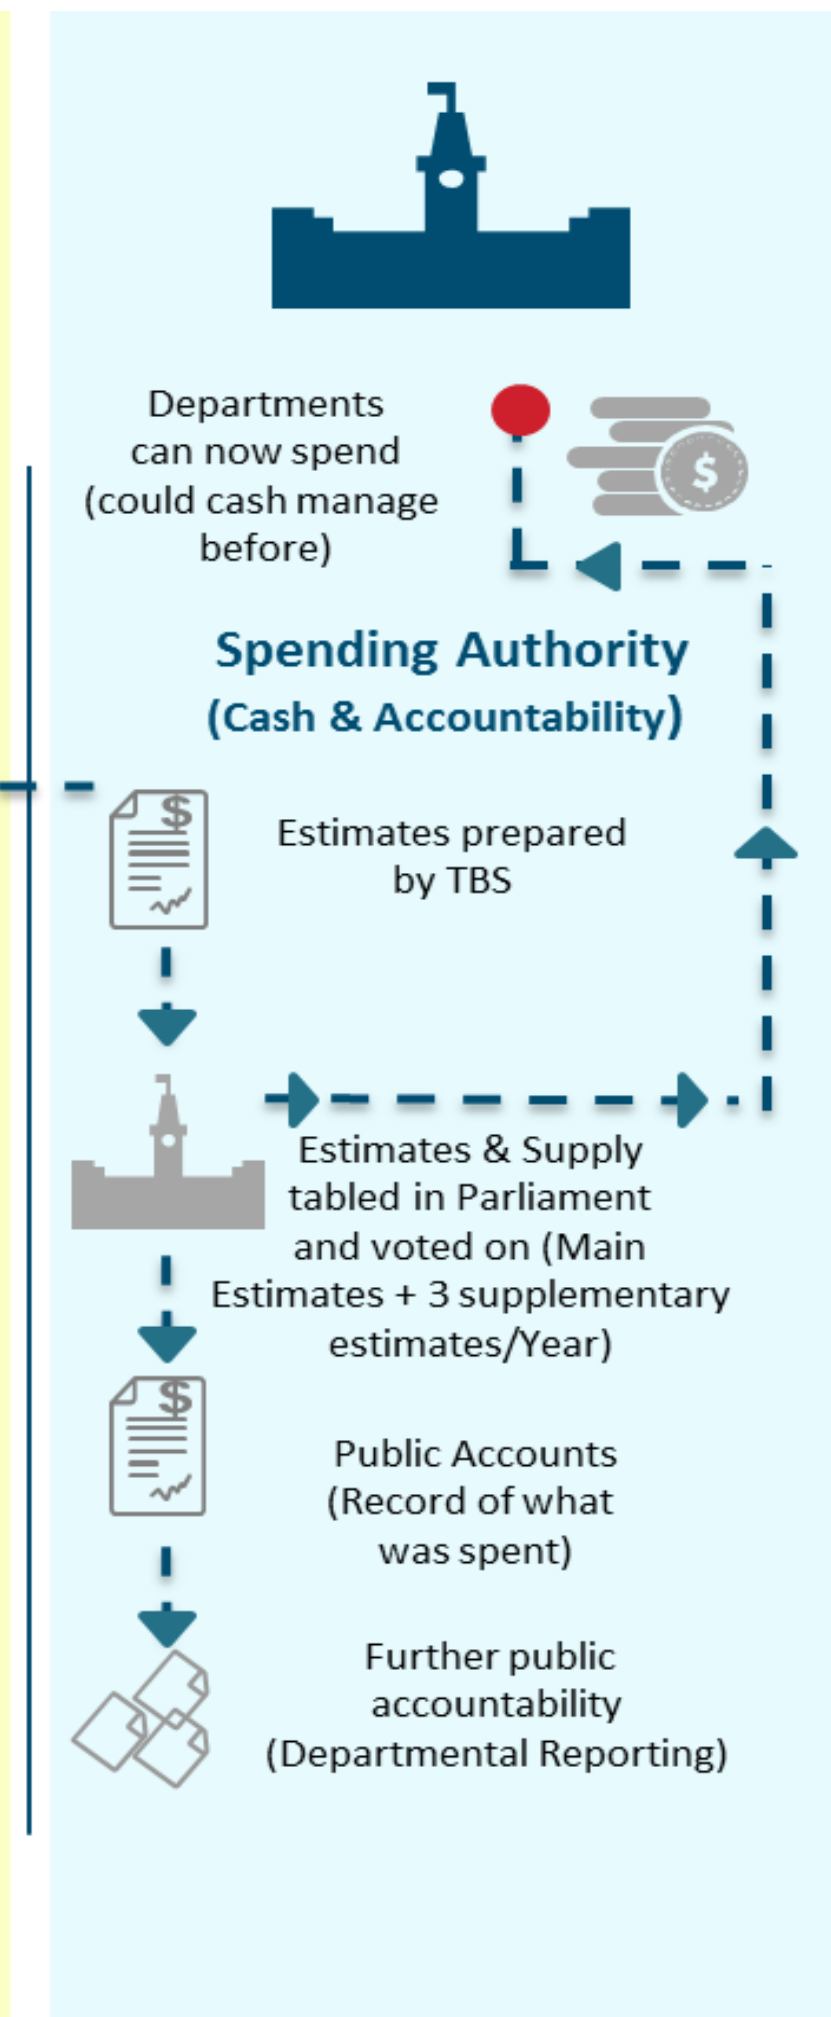 Departments
can now spend
(could cash manage
before)
$
Spending Authority
(Cash & Accountability)
$
Estimates prepared
by TBS
Estimates & Supply
tabled in Parliament
and voted on (Main
Estimates + 3 supplementary
estimates/Year)
$
Public Accounts
(Record of what
was spent)
Further public
accountability
(Departmental Reporting)